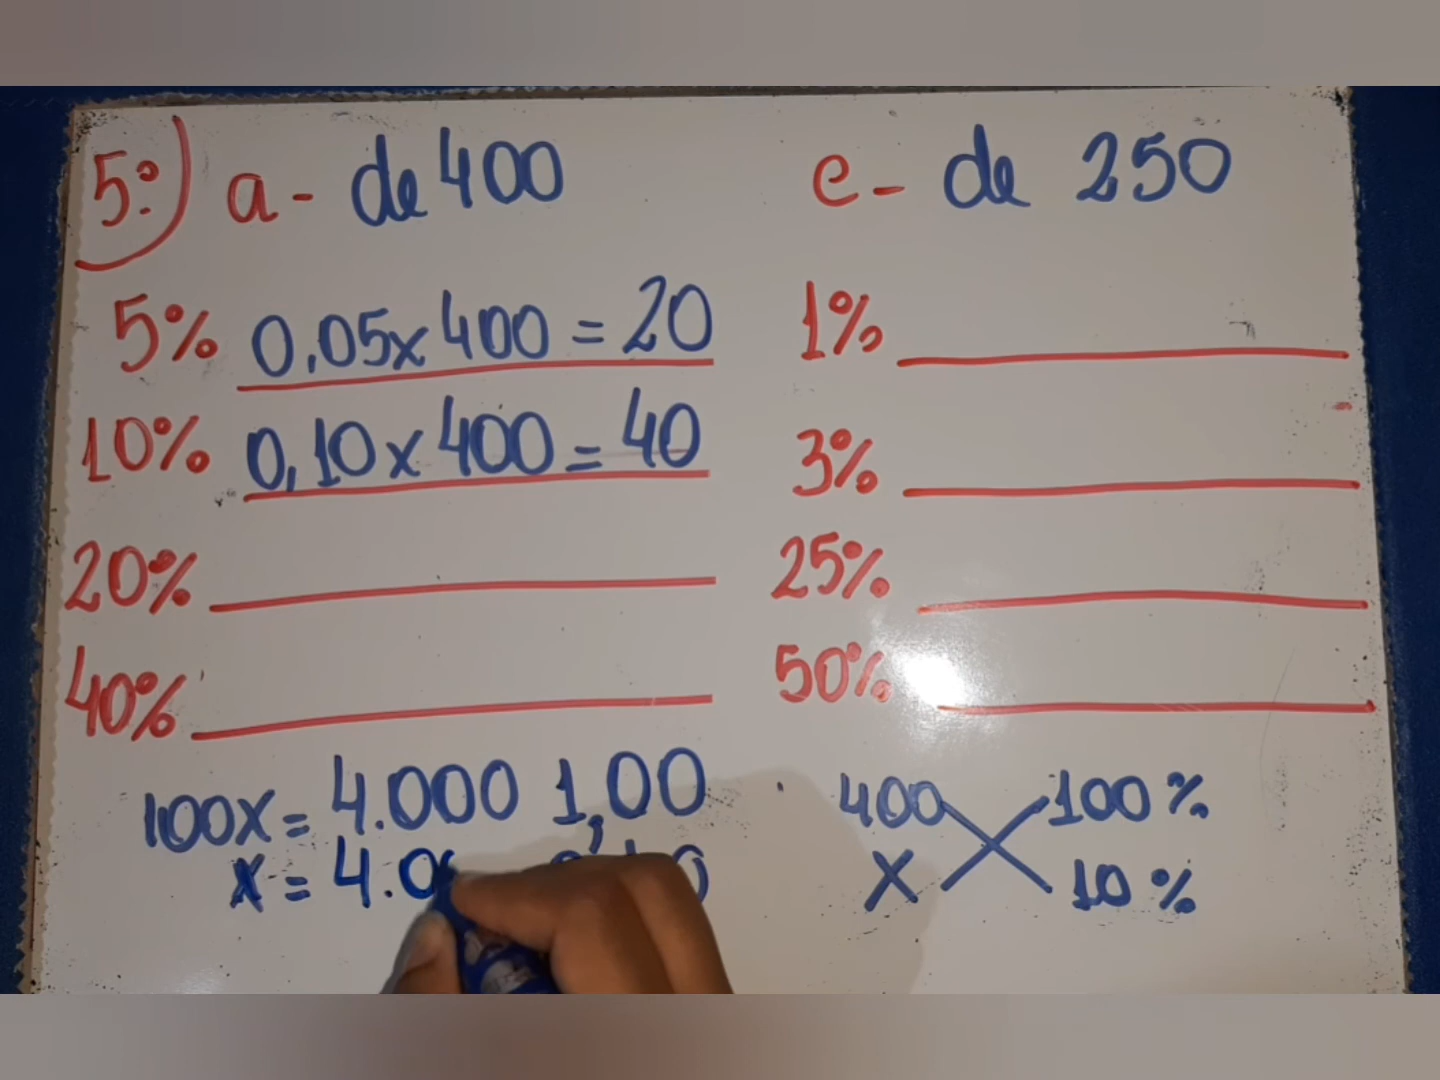 5º) a - de 400
5% 0.05x400 = 20
10% 0,10x400 = 40
20%
40%
e - de 250
1%
3%
25%
50%
100x = 4.000 1,00
x = 4.0
400 100%
x 10%